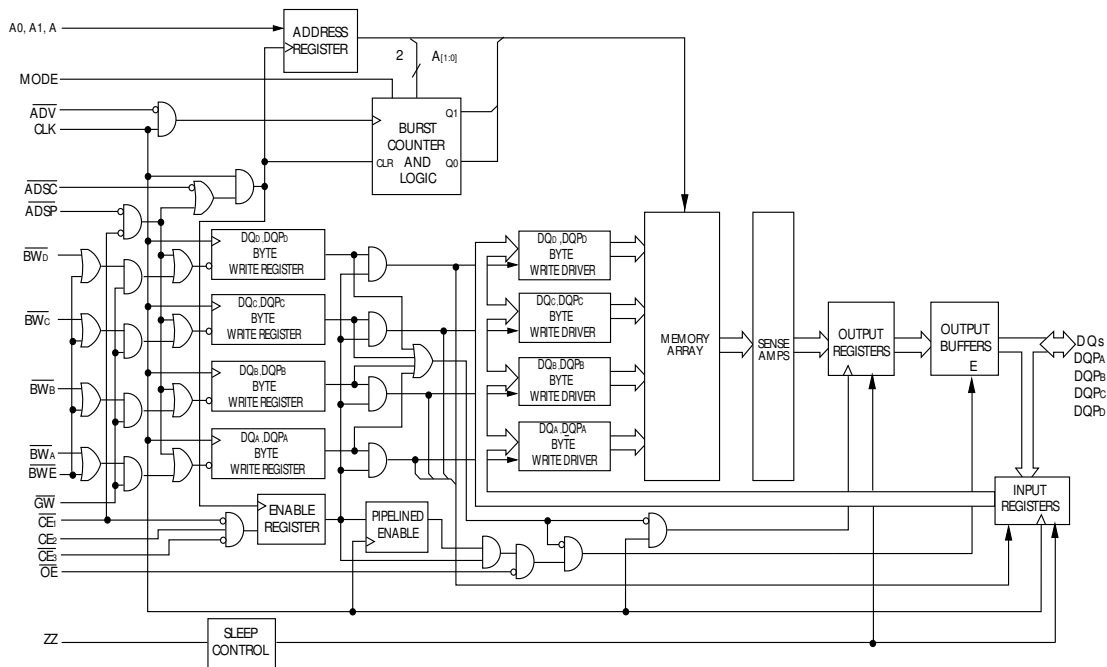 A0, A1, A
ADDRESS
REGISTER
2 A[1:0]
MODE
ADV
CLK
BURST
COUNTER
AND
LOGIC
CLR
Q1
Q0
ADSC
ADSP
BWD
DQD,DQPD
BYTE
WRITE REGISTER
DQD,DQPD
BYTE
WRITE DRIVER
BWC
DQC,DQPC
BYTE
WRITE REGISTER
DQC,DQPC
BYTE
WRITE DRIVER
BWB
DQB,DQPB
BYTE
WRITE REGISTER
DQB,DQPB
BYTE
WRITE DRIVER
BWA
BWE
DQA,DQPA
BYTE
WRITE REGISTER
DQA,DQPA
BYTE
WRITE DRIVER
MEMORY
ARRAY
SENSE
AMPS
OUTPUT
REGISTERS
OUTPUT
BUFFERS
E
DQs
DQPA
DQPB
DQPC
DQPD
INPUT
REGISTERS
GW
CE1
CE2
CE3
OE
ENABLE
REGISTER
PIPELINED
ENABLE
ZZ
SLEEP
CONTROL